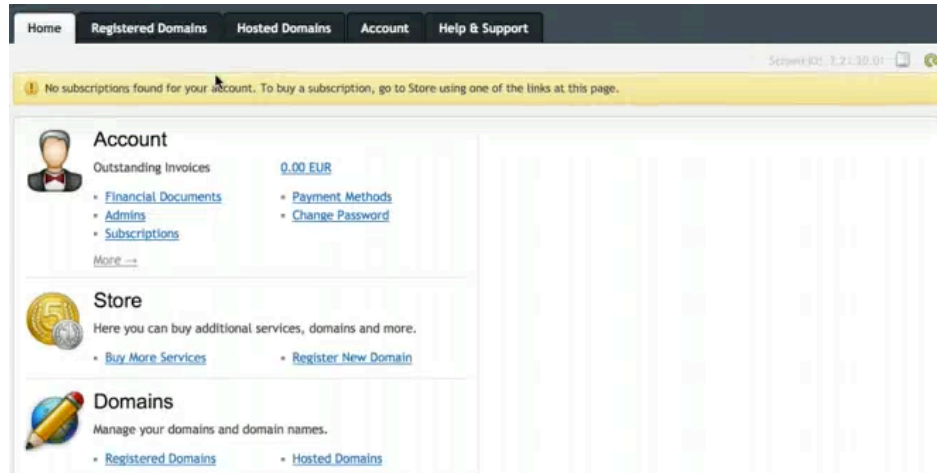 Home Registered Domains Hosted Domains Account Help & Support
No subscriptions found for your account. To buy a subscription, go to Store using one of the links at this page.
Account
Outstanding Invoices 0.00 EUR
Financial Documents Payment Methods
Admins Change Password
Subscriptions
More →
Store
Here you can buy additional services, domains and more.
Buy More Services Register New Domain
Domains
Manage your domains and domain names.
Registered Domains Hosted Domains